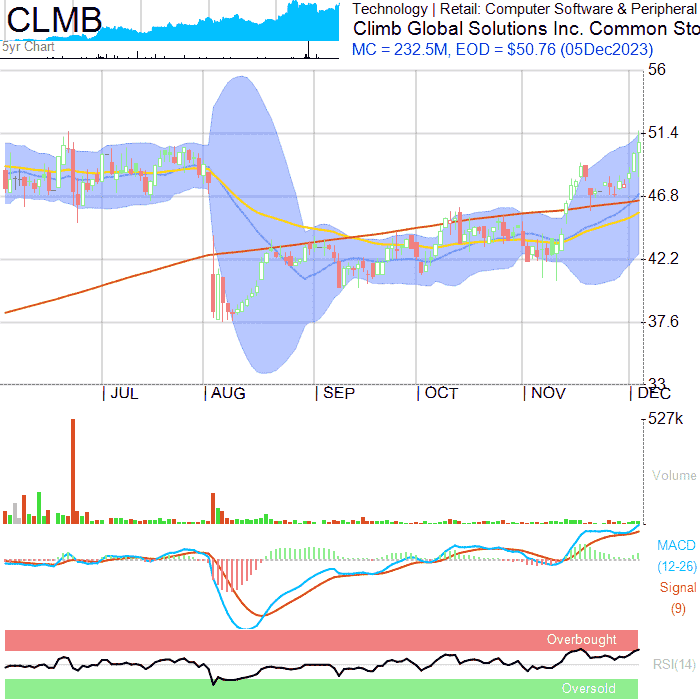 CLMB
5yr Chart
Technology | Retail: Computer Software & Peripheral
Climb Global Solutions Inc. Common Sto
MC = 232.5M, EOD = $50.76 (05Dec2023)
56
51.4
46.8
42.2
37.6
33
JUL
AUG
SEP
OCT
NOV
DEC
527k
Volume
MACD
(12-26)
Signal
(9)
Overbought
RSI(14)
Oversold